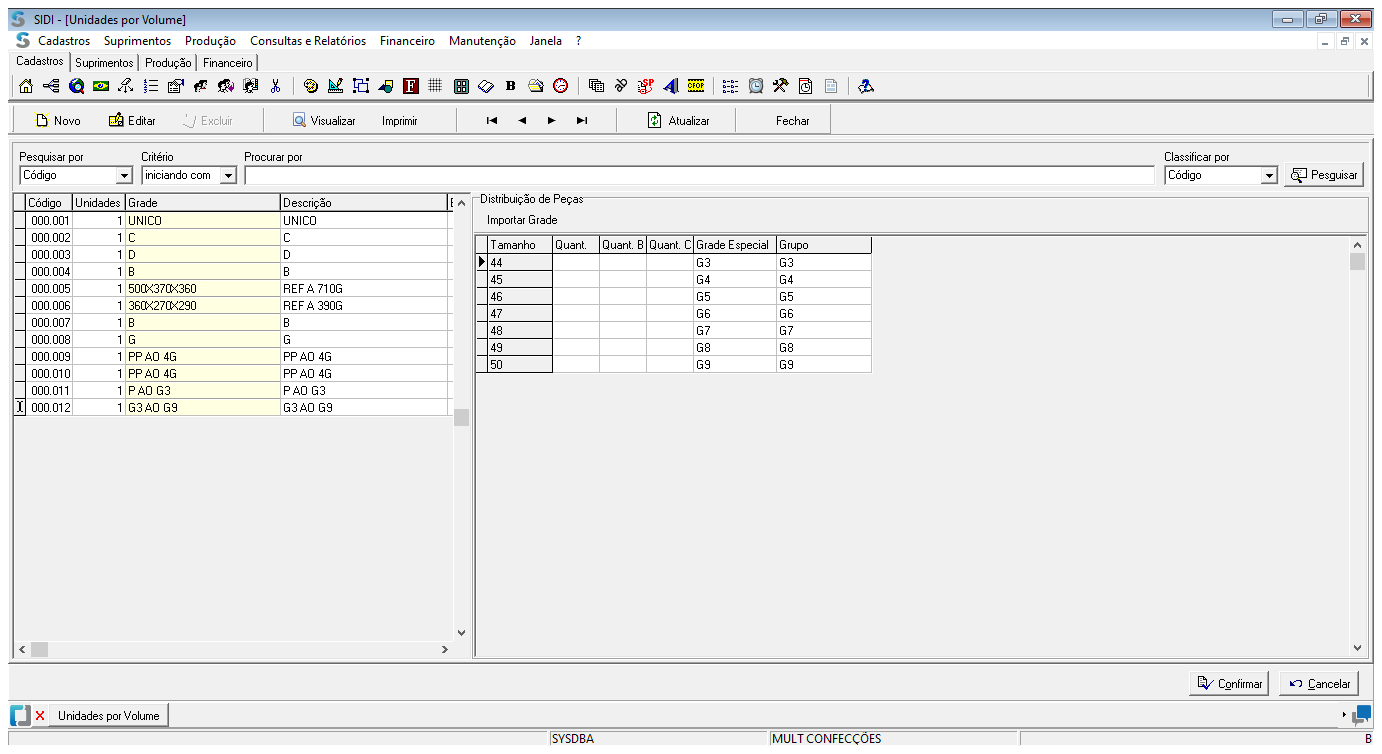 SIDI - [Unidades por Volume]
Cadastros Suprimentos Produção Consultas e Relatórios Financeiro Manutenção Janela ?
Cadastros Suprimentos Produção Financeiro
Novo Editar Excluir Visualizar Imprimir Atualizar Fechar
Pesquisar por Critério Procurar por Classificar por
Código iniciando com Código Pesquisar
Código Unidades Grade Descrição
000.001 1 UNICO UNICO
000.002 1 C C
000.003 1 D D
000.004 1 B B
000.005 1 500X370X360 REF A 710G
000.006 1 360X270X290 REF A 390G
000.007 1 B B
000.008 1 G G
000.009 1 PP AO 4G PP AO 4G
000.010 1 PP AO 4G PP AO 4G
000.011 1 P AO G3 P AO G3
000.012 1 G3 AO G9 G3 AO G9
Distribuição de Peças
Importar Grade
Tamanho Quant. Quant. B Quant. C Grade Especial Grupo
44 G3 G3
45 G4 G4
46 G5 G5
47 G6 G6
48 G7 G7
49 G8 G8
50 G9 G9
Confirmar Cancelar
Unidades por Volume
SYSDBA MULT CONFECÇÕES B